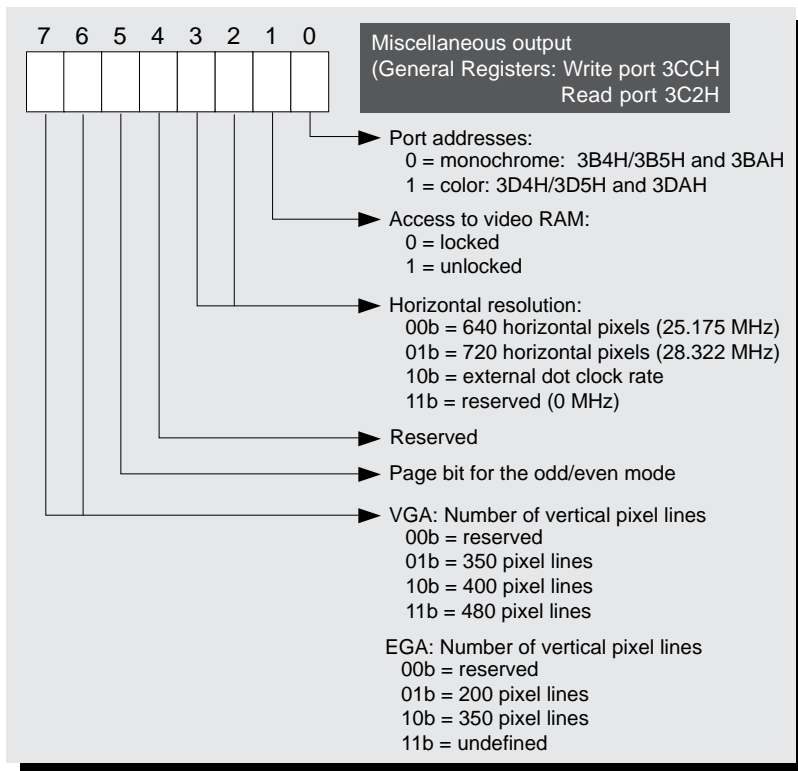 7 6 5 4 3 2 1 0
Miscellaneous output
(General Registers: Write port 3CCH
Read port 3C2H
Port addresses:
0 = monochrome: 3B4H/3B5H and 3BAH
1 = color: 3D4H/3D5H and 3DAH
Access to video RAM:
0 = locked
1 = unlocked
Horizontal resolution:
00b = 640 horizontal pixels (25.175 MHz)
01b = 720 horizontal pixels (28.322 MHz)
10b = external dot clock rate
11b = reserved (0 MHz)
Reserved
Page bit for the odd/even mode
VGA: Number of vertical pixel lines
00b = reserved
01b = 350 pixel lines
10b = 400 pixel lines
11b = 480 pixel lines
EGA: Number of vertical pixel lines
00b = reserved
01b = 200 pixel lines
10b = 350 pixel lines
11b = undefined